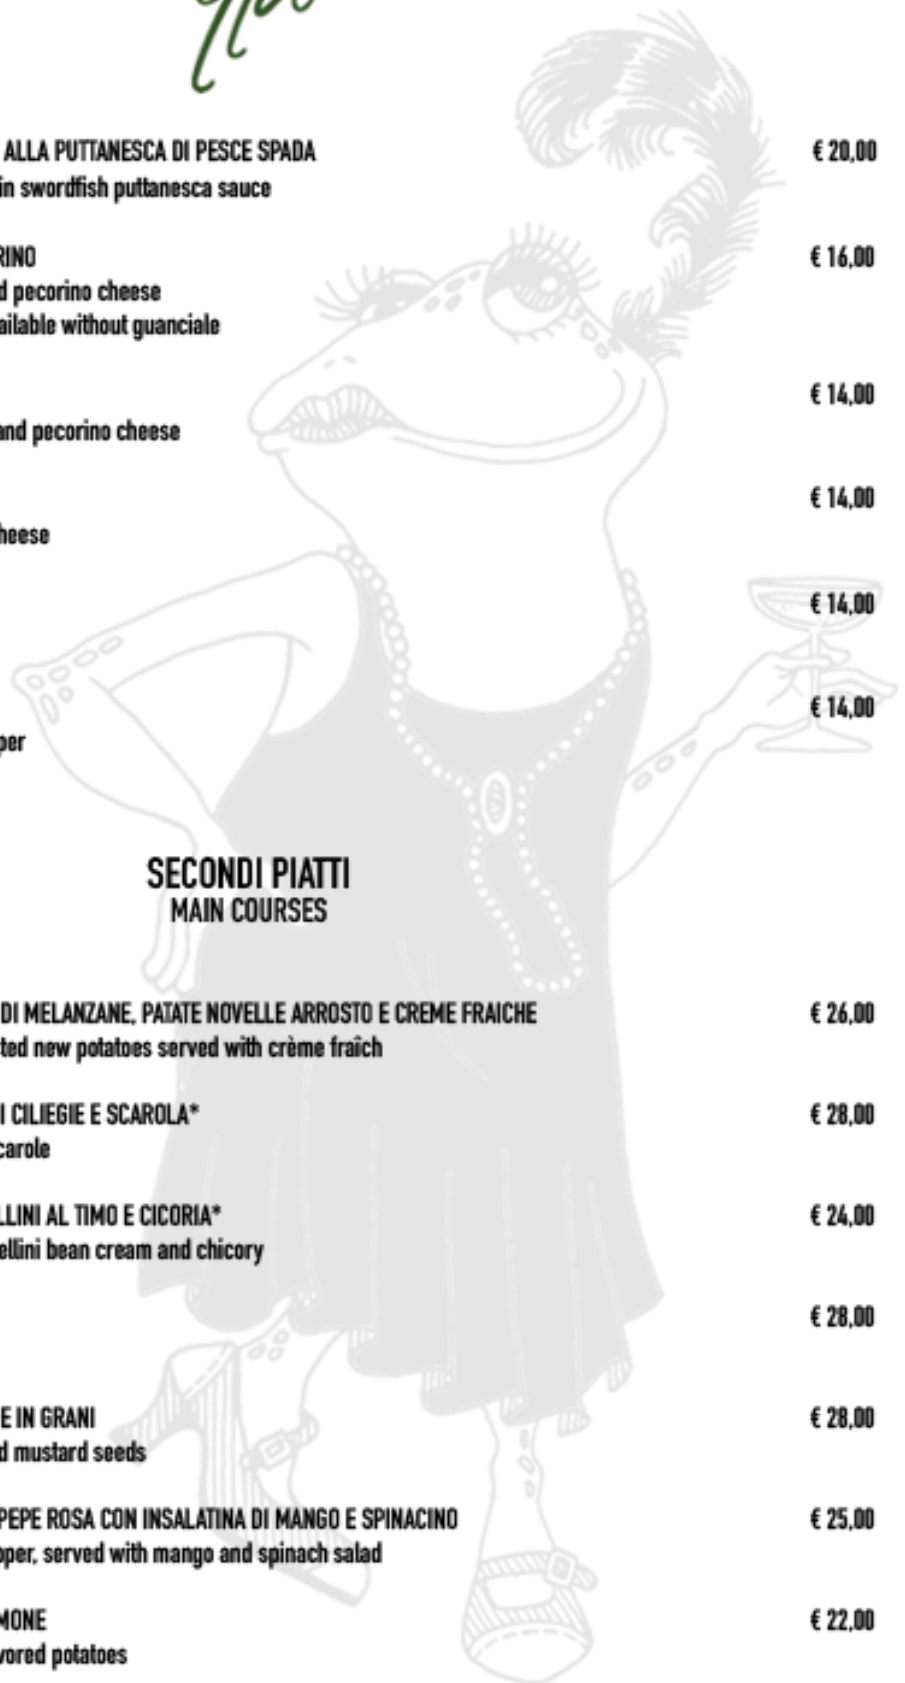 ALLA PUTTANESCA DI PESCE SPADA € 20,00
in swordfish puttanesca sauce
RINO € 16,00
d pecorino cheese
ailable without guanciale
€ 14,00
and pecorino cheese
€ 14,00
heese
€ 14,00
€ 14,00
per
SECONDI PIATTI
MAIN COURSES
DI MELANZANE, PATATE NOVELLE ARROSTO E CREME FRAICHE € 26,00
ted new potatoes served with crème fraîch
I CILIEGIE E SCAROLA* € 28,00
carole
LLINI AL TIMO E CICORIA* € 24,00
ellini bean cream and chicory
€ 28,00
E IN GRANI € 28,00
d mustard seeds
PEPE ROSA CON INSALATINA DI MANGO E SPINACINO € 25,00
pper, served with mango and spinach salad
MONE € 22,00
vored potatoes